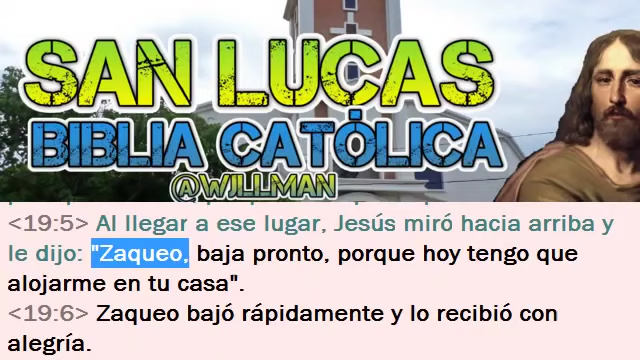 SAN LUCAS
BIBLIA CATÓLICA
@WILLMAN
<19:5> Al llegar a ese lugar, Jesús miró hacia arriba y
le dijo: "Zaqueo, baja pronto, porque hoy tengo que
alojarme en tu casa".
<19:6> Zaqueo bajó rápidamente y lo recibió con
alegría.